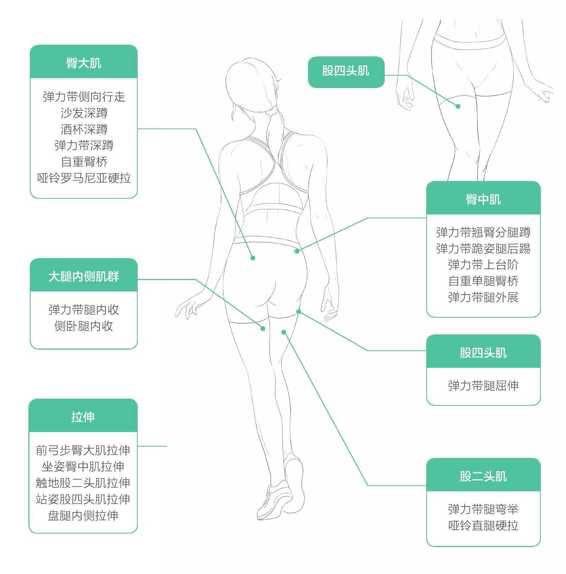 臀大肌
弹力带侧向行走
沙发深蹲
酒杯深蹲
弹力带深蹲
自重臀桥
哑铃罗马尼亚硬拉
股四头肌
臀中肌
弹力带翘臀分腿蹲
弹力带跪姿腿后踢
弹力带上台阶
自重单腿臀桥
弹力带腿外展
大腿内侧肌群
弹力带腿内收
侧卧腿内收
股四头肌
弹力带腿屈伸
拉伸
前弓步臀大肌拉伸
坐姿臀中肌拉伸
触地股二头肌拉伸
站姿股四头肌拉伸
盘腿内侧拉伸
股二头肌
弹力带腿弯举
哑铃直腿硬拉